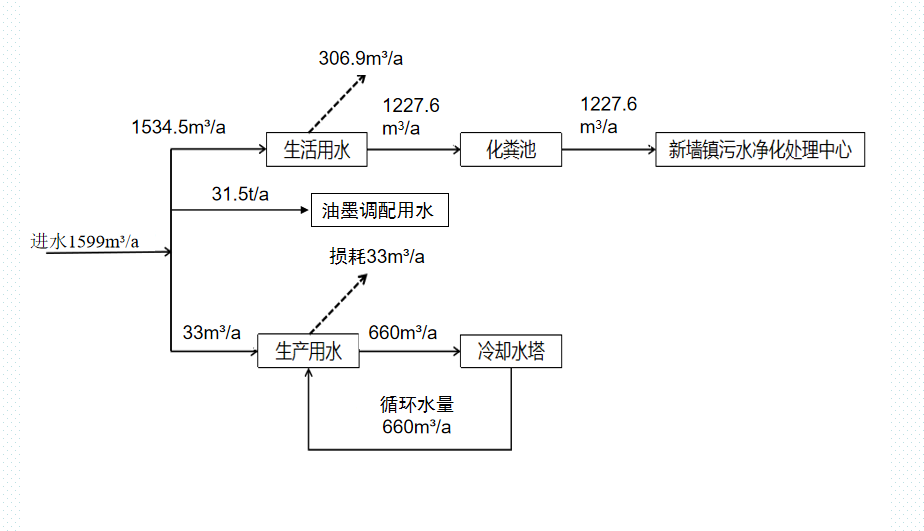 306.9m³/a
1534.5m³/a
1227.6
m³/a
1227.6
m³/a
生活用水
化粪池
新墙镇污水净化处理中心
31.5t/a
油墨调配用水
进水1599m³/a
损耗33m³/a
33m³/a
660m³/a
生产用水
冷却水塔
循环水量
660m³/a